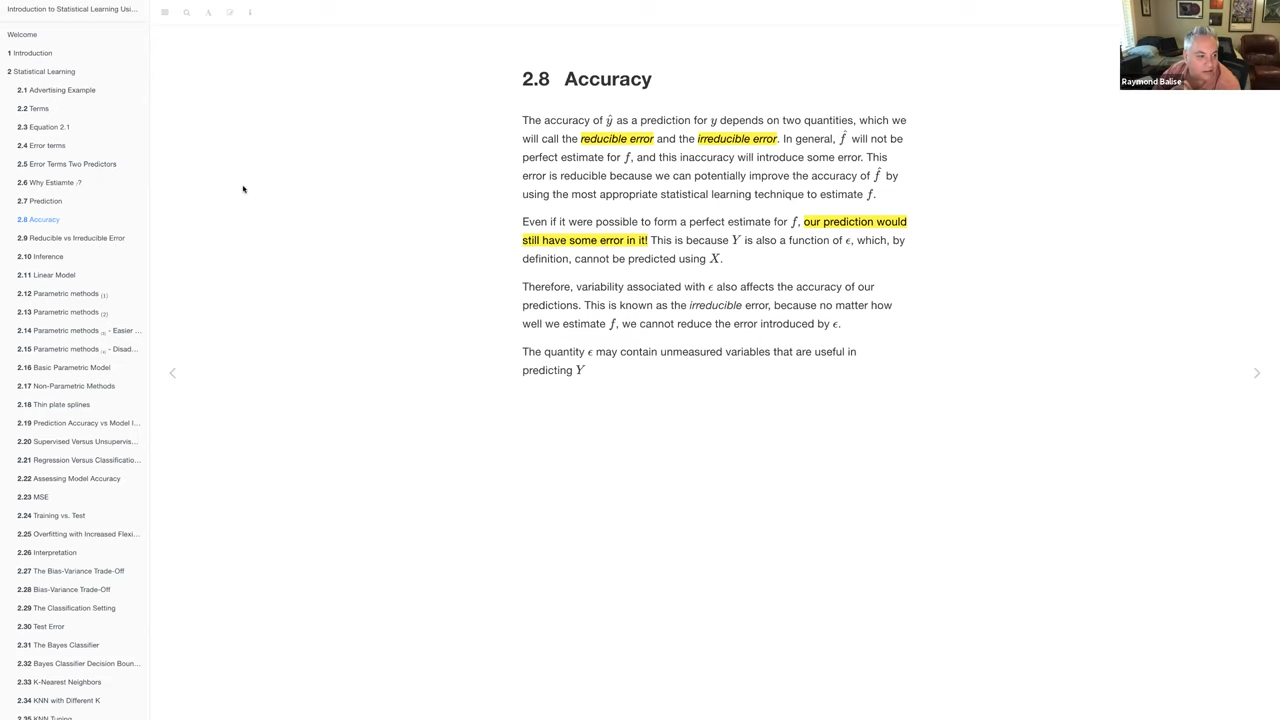 Introduction to Statistical Learning Usi...
Welcome
1 Introduction
2 Statistical Learning
2.1 Advertising Example
2.2 Terms
2.3 Equation 2.1
2.4 Error terms
2.5 Error Terms Two Predictors
2.6 Why Estiamte 𝑓?
2.7 Prediction
2.8 Accuracy
2.9 Reducible vs Irreducible Error
2.10 Inference
2.11 Linear Model
2.12 Parametric methods (1)
2.13 Parametric methods (2)
2.14 Parametric methods - Easier ...
2.15 Parametric methods - Disad...
2.16 Basic Parametric Model
2.17 Non-Parametric Methods
2.18 Thin plate splines
2.19 Prediction Accuracy vs Model I...
2.20 Supervised Versus Unsupervis...
2.21 Regression Versus Classificatio...
2.22 Assessing Model Accuracy
2.23 MSE
2.24 Training vs. Test
2.25 Overfitting with Increased Flexi...
2.26 Interpretation
2.27 The Bias-Variance Trade-Off
2.28 Bias-Variance Trade-Off
2.29 The Classification Setting
2.30 Test Error
2.31 The Bayes Classifier
2.32 Bayes Classifier Decision Boun...
2.33 K-Nearest Neighbors
2.34 KNN with Different K
2.35 KNN Tuning
2.8 Accuracy
The accuracy of ŷ as a prediction for y depends on two quantities, which we
will call the reducible error and the irreducible error. In general, f̂ will not be
perfect estimate for f, and this inaccuracy will introduce some error. This
error is reducible because we can potentially improve the accuracy of f̂ by
using the most appropriate statistical learning technique to estimate f.
Even if it were possible to form a perfect estimate for f, our prediction would
still have some error in it! This is because Y is also a function of ϵ, which, by
definition, cannot be predicted using X.
Therefore, variability associated with ϵ also affects the accuracy of our
predictions. This is known as the irreducible error, because no matter how
well we estimate f, we cannot reduce the error introduced by ϵ.
The quantity ϵ may contain unmeasured variables that are useful in
predicting Y
Raymond Balise